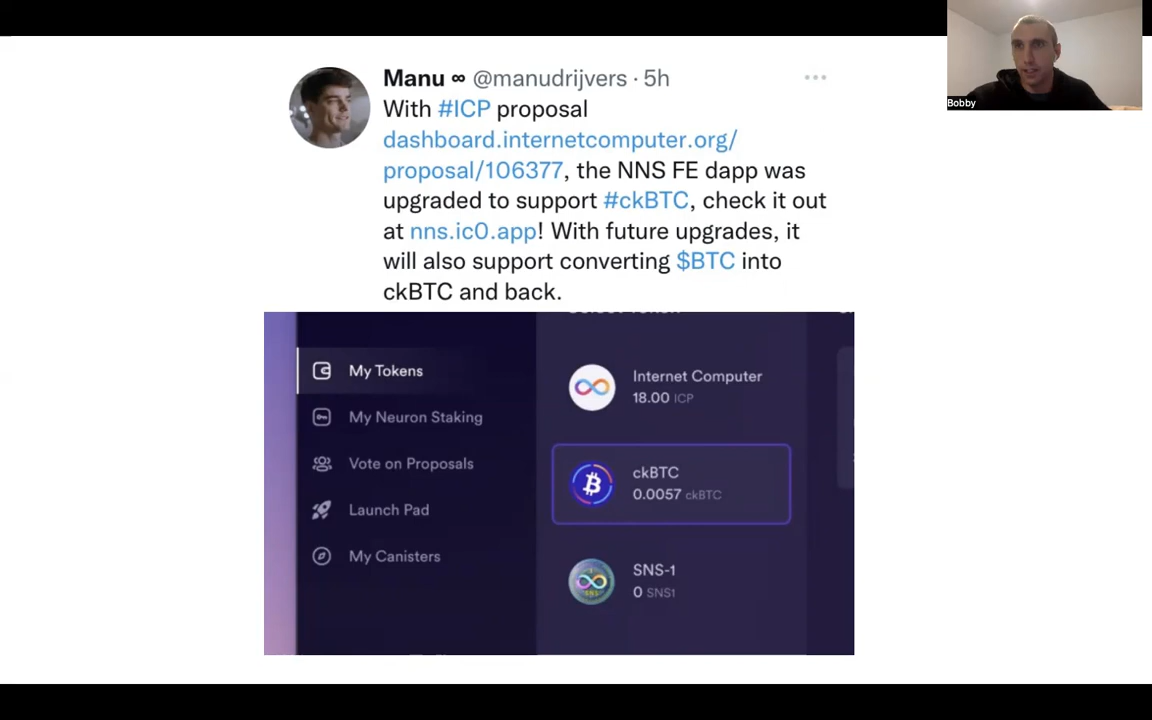 Manu ∞ @manudrijvers · 5h
With #ICP proposal
dashboard.internetcomputer.org/
proposal/106377, the NNS FE dapp was
upgraded to support #ckBTC, check it out
at nns.ic0.app! With future upgrades, it
will also support converting $BTC into
ckBTC and back.
Bobby
My Tokens
My Neuron Staking
Vote on Proposals
Launch Pad
My Canisters
Internet Computer
18.00 ICP
ckBTC
0.0057 ckBTC
SNS-1
0 SNS1